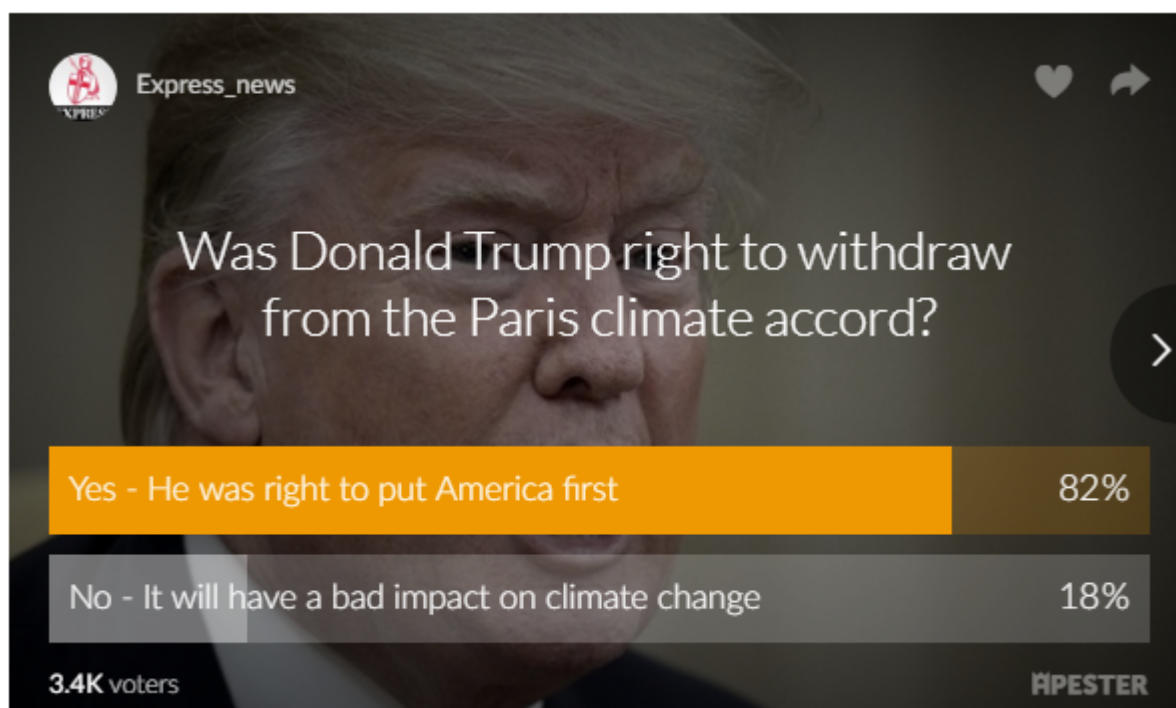 EXPRES
Express_news
Was Donald Trump right to withdraw
from the Paris climate accord?
Yes - He was right to put America first 82%
No - It will have a bad impact on climate change 18%
3.4K voters
APESTER